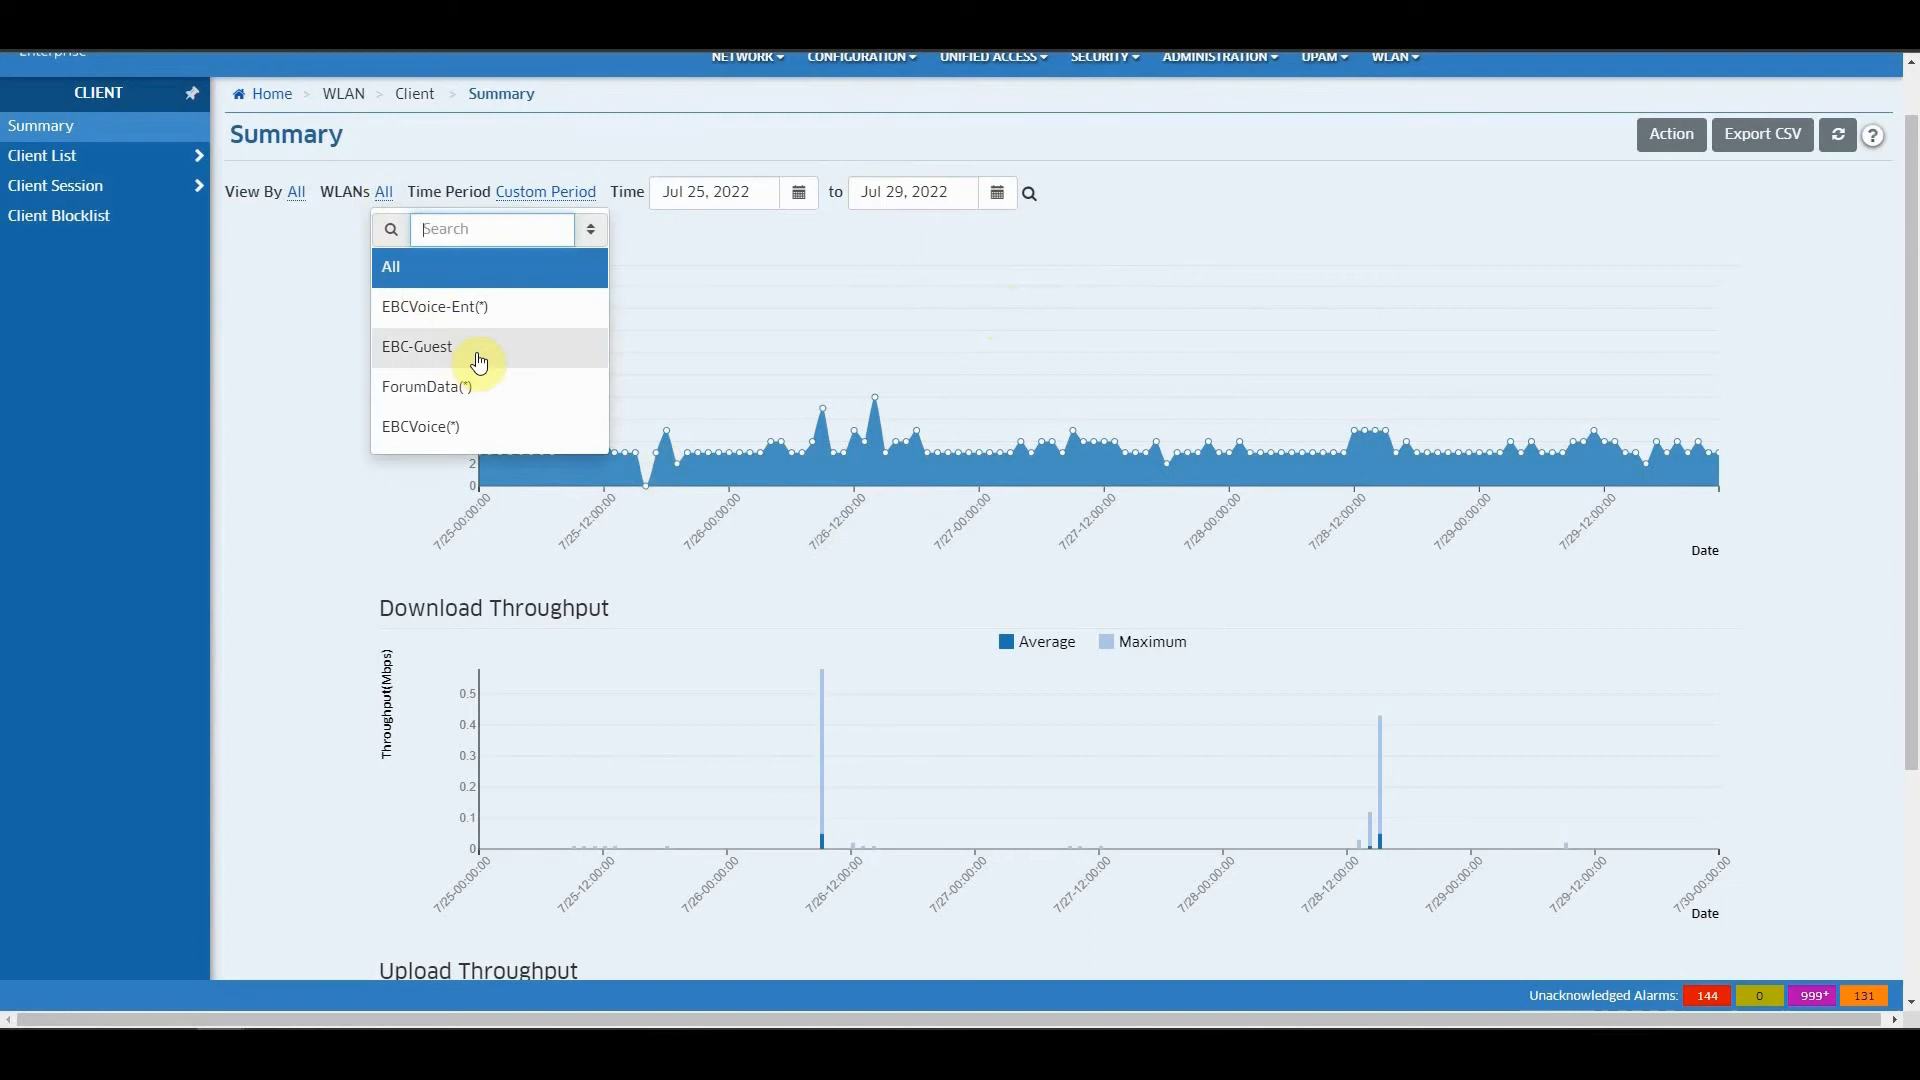 Enterprise
NETWORK CONFIGURATION UNIFIED ACCESS SECURITY ADMINISTRATION UPAM WLAN
CLIENT
Summary
Client List
Client Session
Client Blocklist
Home > WLAN > Client > Summary
Summary
Action Export CSV ?
View By All WLANs All Time Period Custom Period Time Jul 25, 2022 to Jul 29, 2022
Search
All
EBCVoice-Ent(*)
EBC-Guest
ForumData(*)
EBCVoice(*)
2
0
7/25-00:00:00 7/25-12:00:00 7/26-00:00:00 7/26-12:00:00 7/27-00:00:00 7/27-12:00:00 7/28-00:00:00 7/28-12:00:00 7/29-00:00:00 7/29-12:00:00
Date
Download Throughput
Average Maximum
Throughput(Mbps)
0.5
0.4
0.3
0.2
0.1
0
7/25-00:00:00 7/25-12:00:00 7/26-00:00:00 7/26-12:00:00 7/27-00:00:00 7/27-12:00:00 7/28-00:00:00 7/28-12:00:00 7/29-00:00:00 7/29-12:00:00 7/30-00:00:00
Date
Upload Throughput
Unacknowledged Alarms: 144 0 999+ 131